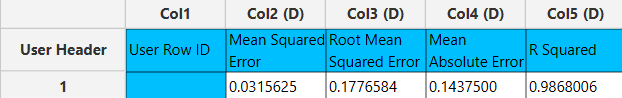 Col1 Col2 (D) Col3 (D) Col4 (D) Col5 (D)
User Header User Row ID Mean Squared Error Root Mean Squared Error Mean Absolute Error R Squared
1 0.0315625 0.1776584 0.1437500 0.9868006